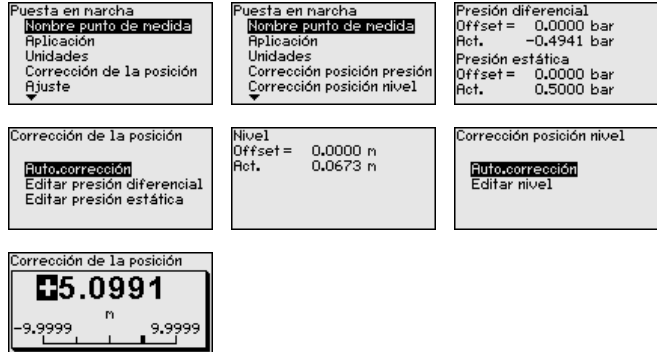 Puesta en marcha
Nombre punto de medida
Aplicación
Unidades
Corrección de la posición
Ajuste
Puesta en marcha
Nombre punto de medida
Aplicación
Unidades
Corrección posición presión
Corrección posición nivel
Presión diferencial
Offset = 0.0000 bar
Act. -0.4941 bar
Presión estática
Offset = 0.0000 bar
Act. 0.5000 bar
Corrección de la posición
Auto.corrección
Editar presión diferencial
Editar presión estática
Nivel
Offset = 0.0000 m
Act. 0.0673 m
Corrección posición nivel
Auto.corrección
Editar nivel
Corrección de la posición
+5.0991
m
-9.9999 9.9999